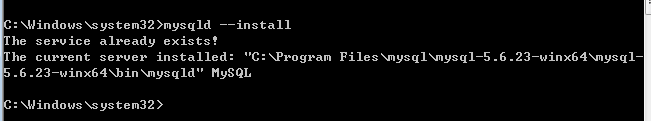 C:\Windows\system32>mysqld --install
The service already exists!
The current server installed: "C:\Program Files\mysql\mysql-5.6.23-winx64\mysql-
5.6.23-winx64\bin\mysqld" MySQL
C:\Windows\system32>